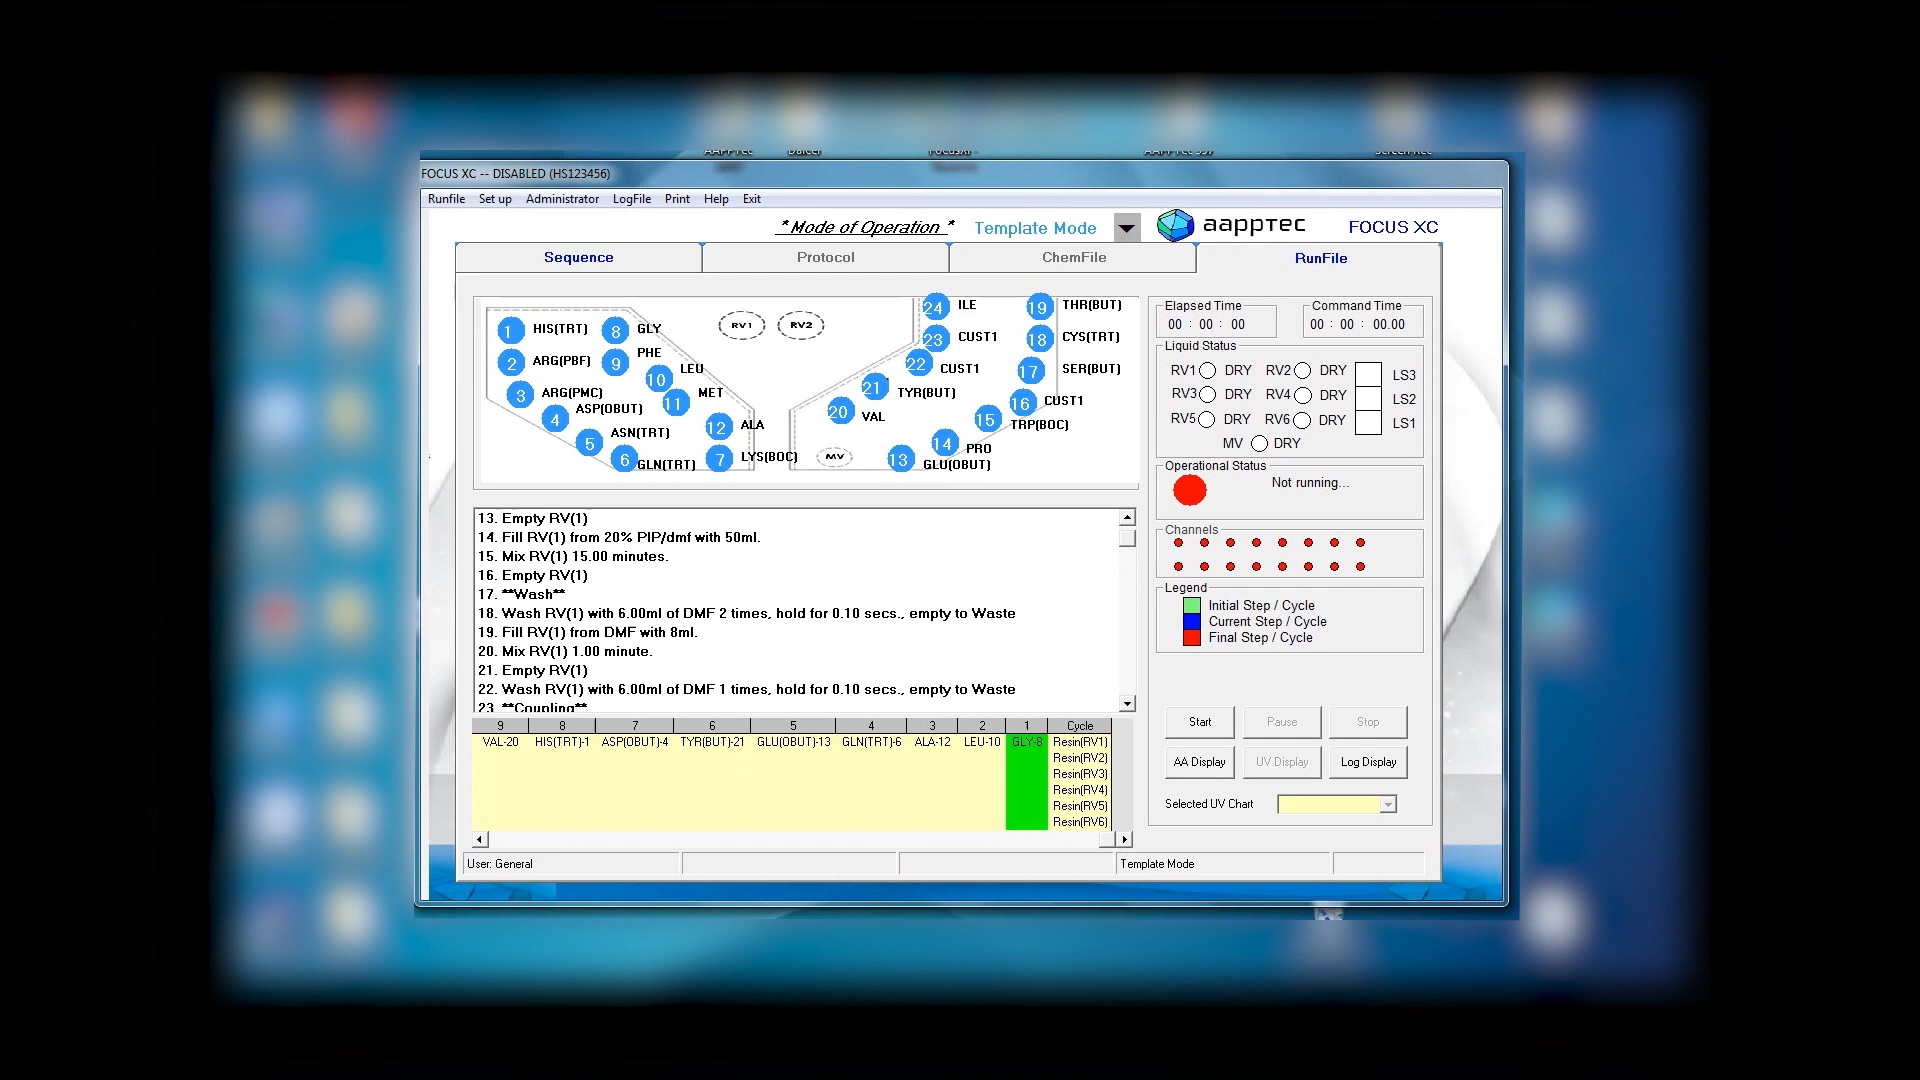 FOCUS XC -- DISABLED (HS123456)
Runfile Set up Administrator LogFile Print Help Exit
* Mode of Operation * Template Mode aapptec FOCUS XC
Sequence Protocol ChemFile RunFile
1 HIS(TRT) 8 GLY
2 ARG(PBF) 9 PHE
3 ARG(PMC) 10 LEU
4 ASP(OBUT) 11 MET
5 ASN(TRT) 12 ALA
6 GLN(TRT) 7 LYS(BOC)
RV1 RV2
24 ILE 19 THR(BUT)
23 CUST1 18 CYS(TRT)
22 CUST1 17 SER(BUT)
21 TYR(BUT) 16 CUST1
20 VAL 15 TRP(BOC)
MV 13 GLU(OBUT) 14 PRO
Elapsed Time Command Time
00 : 00 : 00 00 : 00 : 00.00
Liquid Status
RV1 DRY RV2 DRY LS3
RV3 DRY RV4 DRY LS2
RV5 DRY RV6 DRY LS1
MV DRY
Operational Status
Not running...
Channels
Legend
Initial Step / Cycle
Current Step / Cycle
Final Step / Cycle
13. Empty RV(1)
14. Fill RV(1) from 20% PIP/dmf with 50ml.
15. Mix RV(1) 15.00 minutes.
16. Empty RV(1)
17. **Wash**
18. Wash RV(1) with 6.00ml of DMF 2 times, hold for 0.10 secs., empty to Waste
19. Fill RV(1) from DMF with 8ml.
20. Mix RV(1) 1.00 minute.
21. Empty RV(1)
22. Wash RV(1) with 6.00ml of DMF 1 times, hold for 0.10 secs., empty to Waste
23. **Coupling**
9 8 7 6 5 4 3 2 1 Cycle
VAL-20 HIS(TRT)-1 ASP(OBUT)-4 TYR(BUT)-21 GLU(OBUT)-13 GLN(TRT)-6 ALA-12 LEU-10 GLY-8 Resin(RV1)
Resin(RV2)
Resin(RV3)
Resin(RV4)
Resin(RV5)
Resin(RV6)
Start Pause Stop
AA Display UV Display Log Display
Selected UV Chart
User: General Template Mode